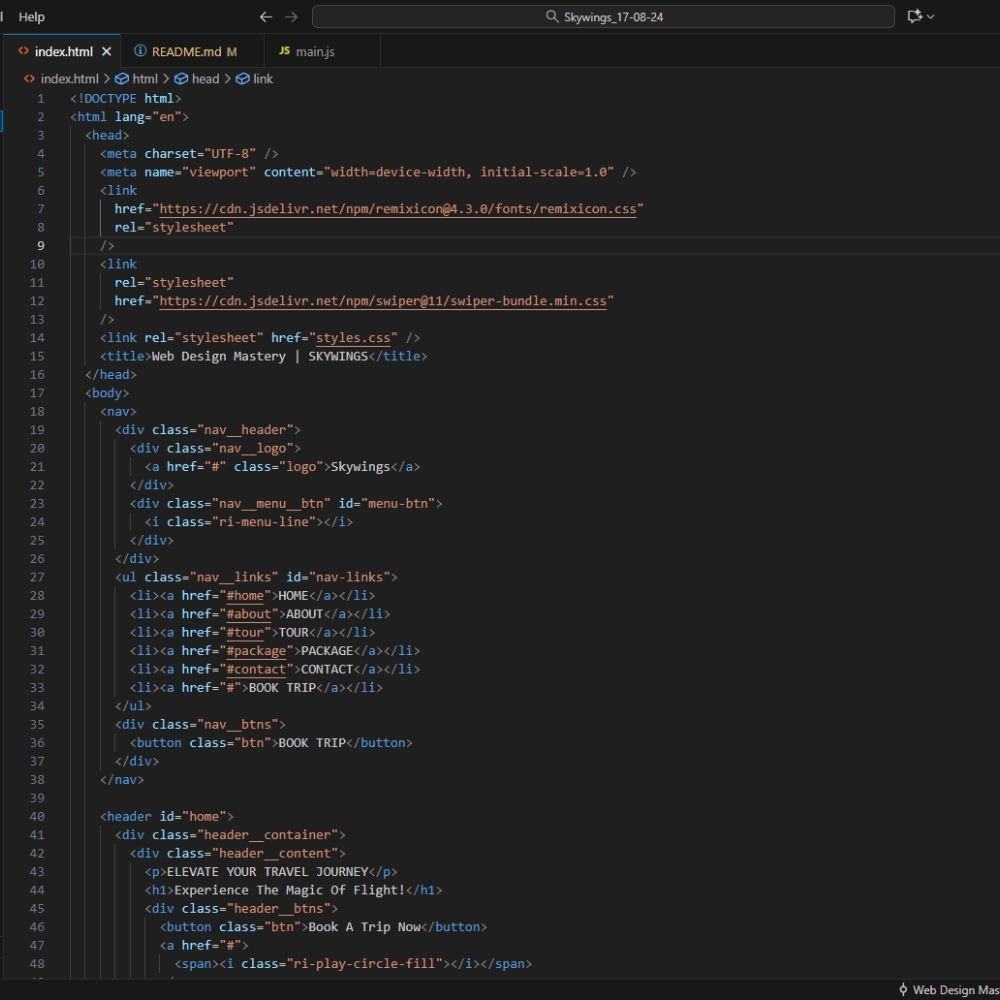 Help
Skywings_17-08-24
index.html
README.md M
JS main.js
index.html > html > head > link
1 <!DOCTYPE html>
2 <html lang="en">
3 <head>
4 <meta charset="UTF-8" />
5 <meta name="viewport" content="width=device-width, initial-scale=1.0" />
6 <link
7 href="https://cdn.jsdelivr.net/npm/remixicon@4.3.0/fonts/remixicon.css"
8 rel="stylesheet"
9 />
10 <link
11 rel="stylesheet"
12 href="https://cdn.jsdelivr.net/npm/swiper@11/swiper-bundle.min.css"
13 />
14 <link rel="stylesheet" href="styles.css" />
15 <title>Web Design Mastery | SKYWINGS</title>
16 </head>
17 <body>
18 <nav>
19 <div class="nav__header">
20 <div class="nav__logo">
21 <a href="#" class="logo">Skywings</a>
22 </div>
23 <div class="nav__menu__btn" id="menu-btn">
24 <i class="ri-menu-line"></i>
25 </div>
26 </div>
27 <ul class="nav__links" id="nav-links">
28 <li><a href="#home">HOME</a></li>
29 <li><a href="#about">ABOUT</a></li>
30 <li><a href="#tour">TOUR</a></li>
31 <li><a href="#package">PACKAGE</a></li>
32 <li><a href="#contact">CONTACT</a></li>
33 <li><a href="#">BOOK TRIP</a></li>
34 </ul>
35 <div class="nav__btns">
36 <button class="btn">BOOK TRIP</button>
37 </div>
38 </nav>
39
40 <header id="home">
41 <div class="header__container">
42 <div class="header__content">
43 <p>ELEVATE YOUR TRAVEL JOURNEY</p>
44 <h1>Experience The Magic Of Flight!</h1>
45 <div class="header__btns">
46 <button class="btn">Book A Trip Now</button>
47 <a href="#">
48 <span><i class="ri-play-circle-fill"></i></span>
Web Design Mas